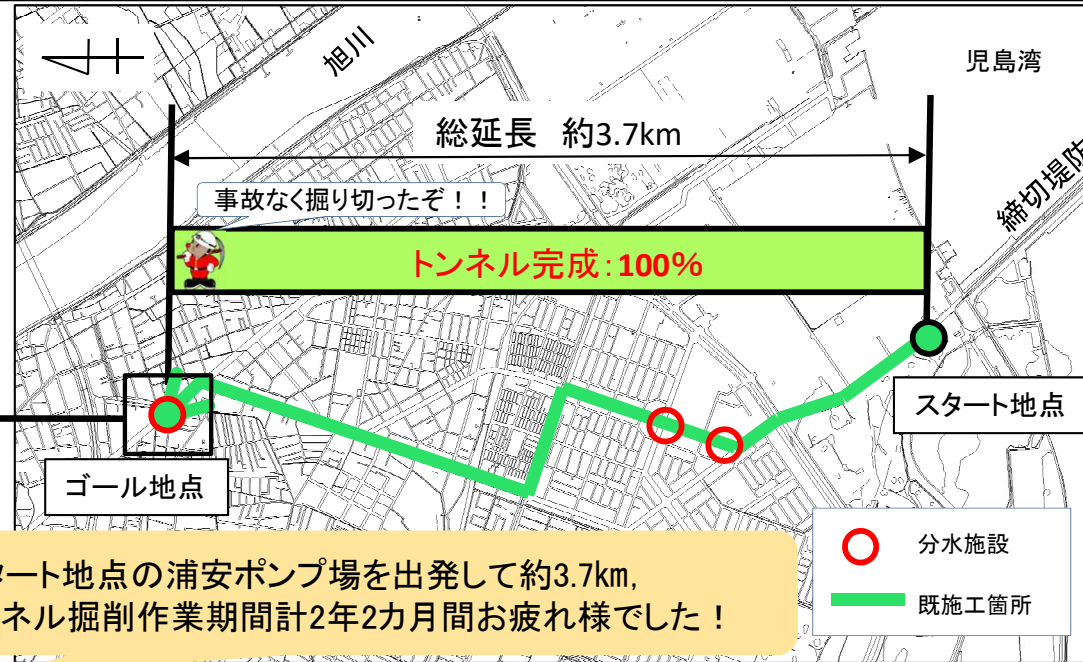 旭川
児島湾
総延長 約3.7km
締切堤防
事故なく掘り切ったぞ！！
トンネル完成：100%
スタート地点
ゴール地点
分水施設
既施工箇所
タート地点の浦安ポンプ場を出発して約3.7km,
ネル掘削作業期間計2年2カ月間お疲れ様でした！